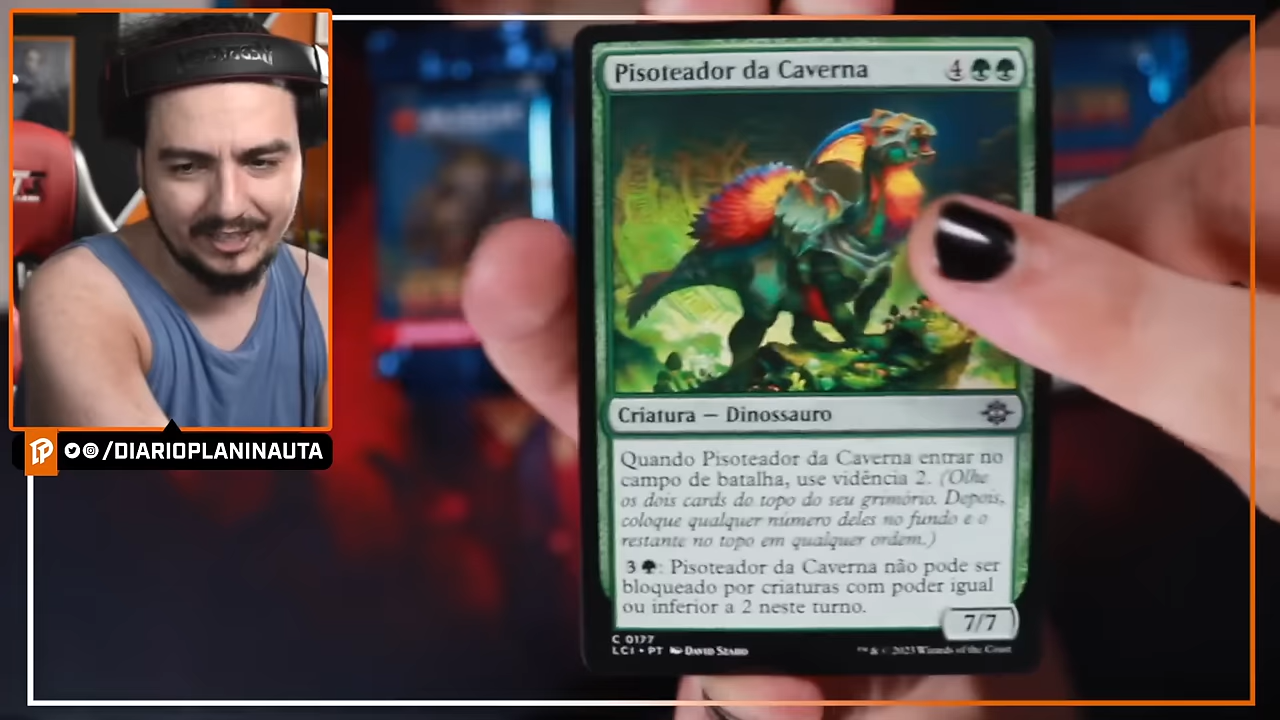 /DIARIOPLANINAUTA
Pisoteador da Caverna 4
Criatura — Dinossauro
Quando Pisoteador da Caverna entrar no
campo de batalha, use vidência 2. (Olhe
os dois cards do topo do seu grimório. Depois,
coloque qualquer número deles no fundo e o
restante no topo em qualquer ordem.)
3 : Pisoteador da Caverna não pode ser
bloqueado por criaturas com poder igual
ou inferior a 2 neste turno.
7/7
C 0177
LCI • PT DAVID SZABO
™ & © 2023 Wizards of the Coast